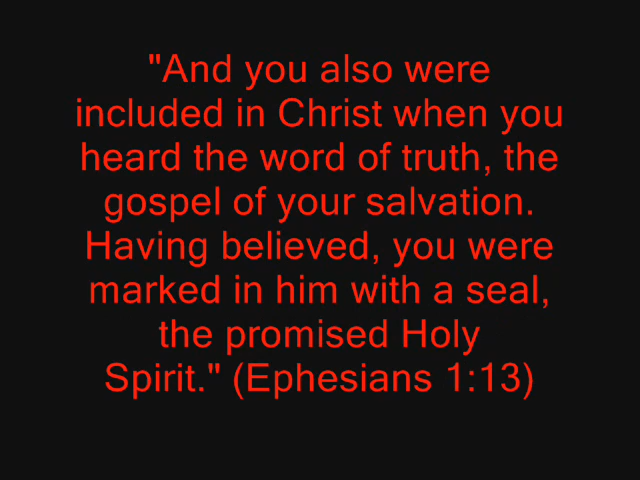 "And you also were
included in Christ when you
heard the word of truth, the
gospel of your salvation.
Having believed, you were
marked in him with a seal,
the promised Holy
Spirit." (Ephesians 1:13)